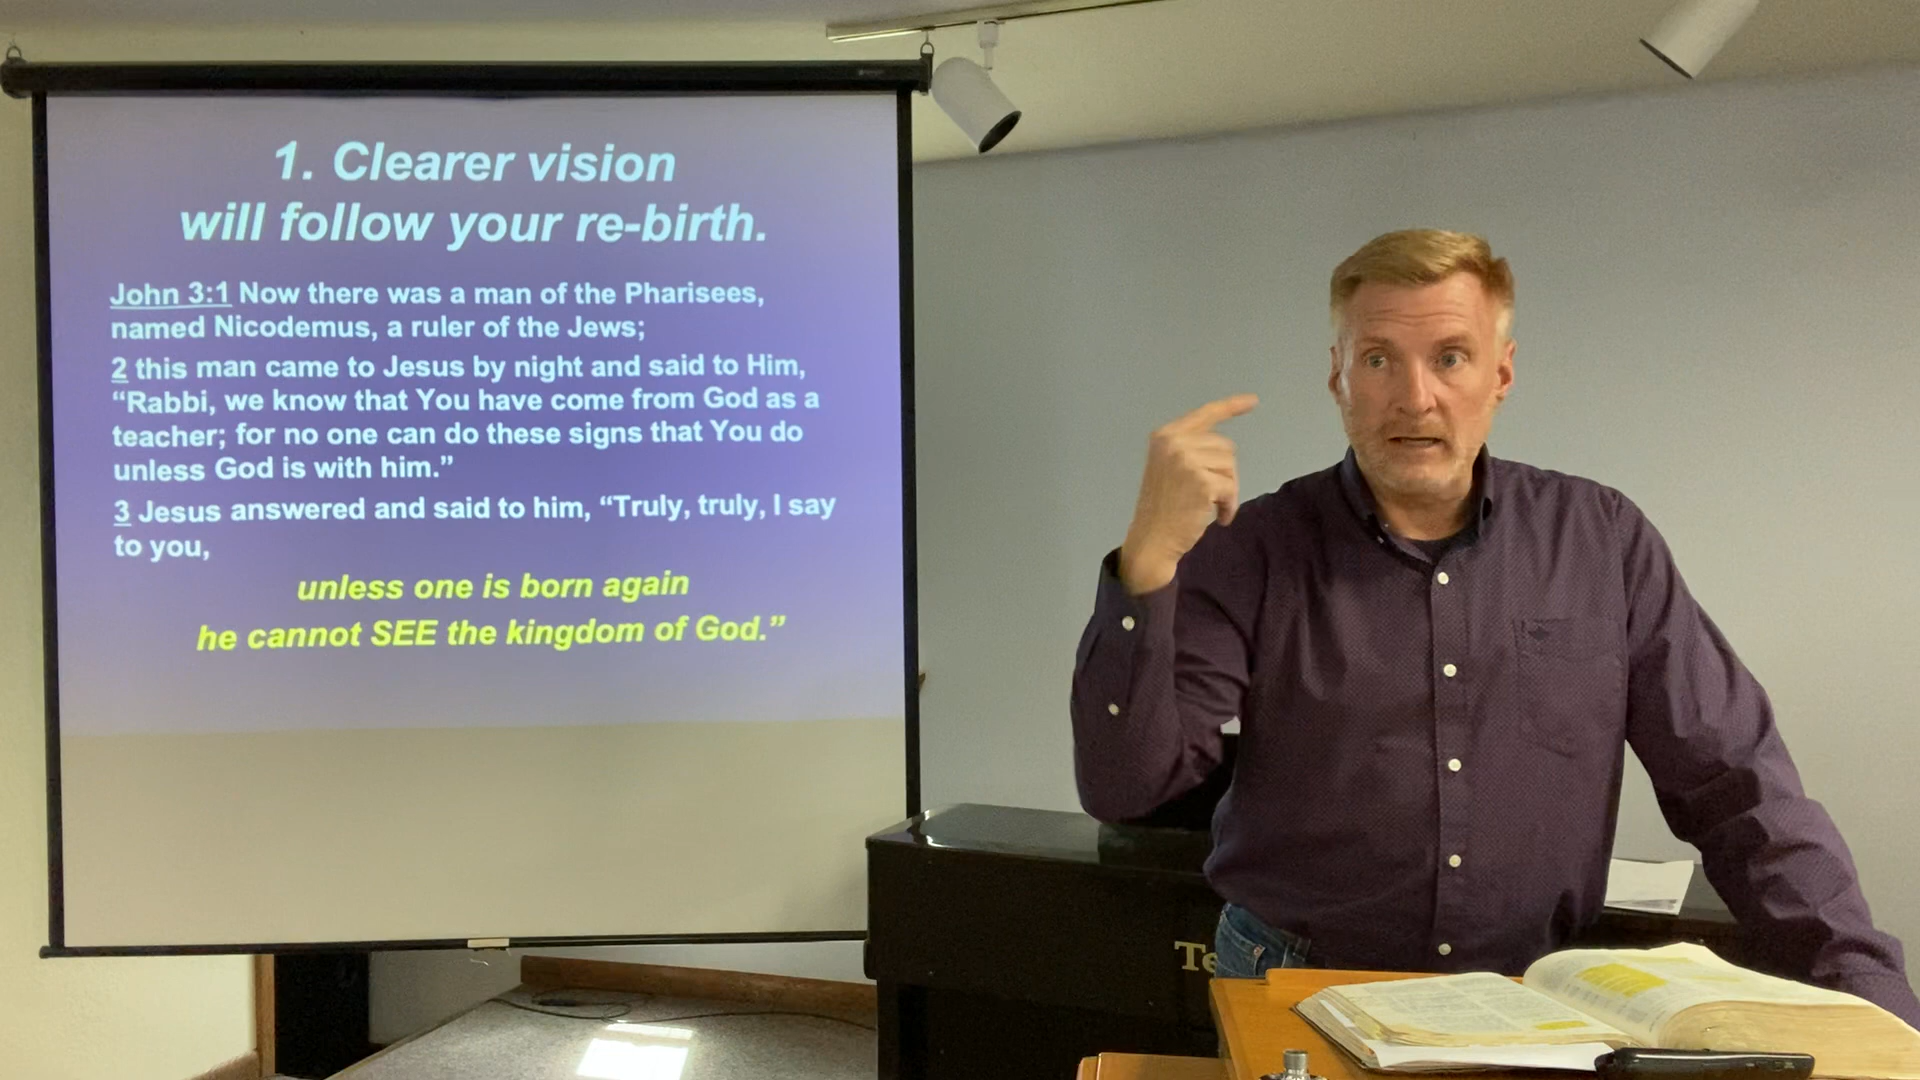 1. Clearer vision
will follow your re-birth.
John 3:1 Now there was a man of the Pharisees,
named Nicodemus, a ruler of the Jews;
2 this man came to Jesus by night and said to Him,
“Rabbi, we know that You have come from God as a
teacher; for no one can do these signs that You do
unless God is with him.”
3 Jesus answered and said to him, “Truly, truly, I say
to you,
unless one is born again
he cannot SEE the kingdom of God.”
Te